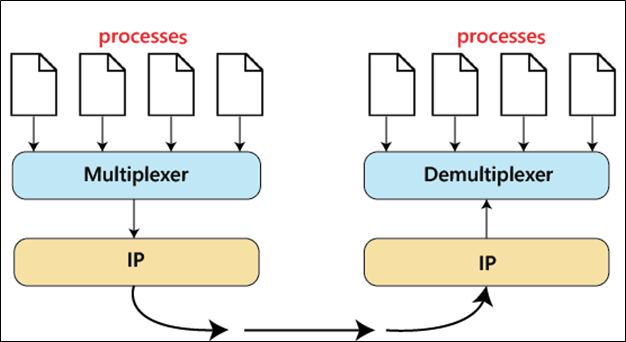 processes
processes
Multiplexer
Demultiplexer
IP
IP